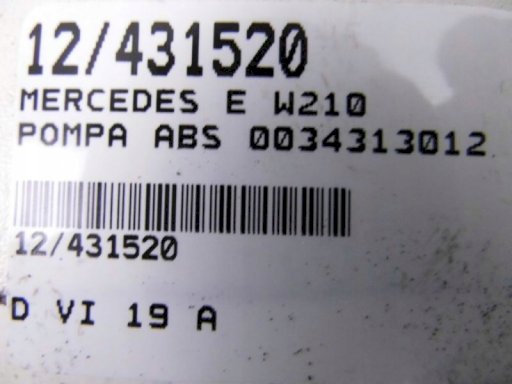 12/431520
MERCEDES E W210
POMPA ABS 0034313012
12/431520
*D VI 19 A